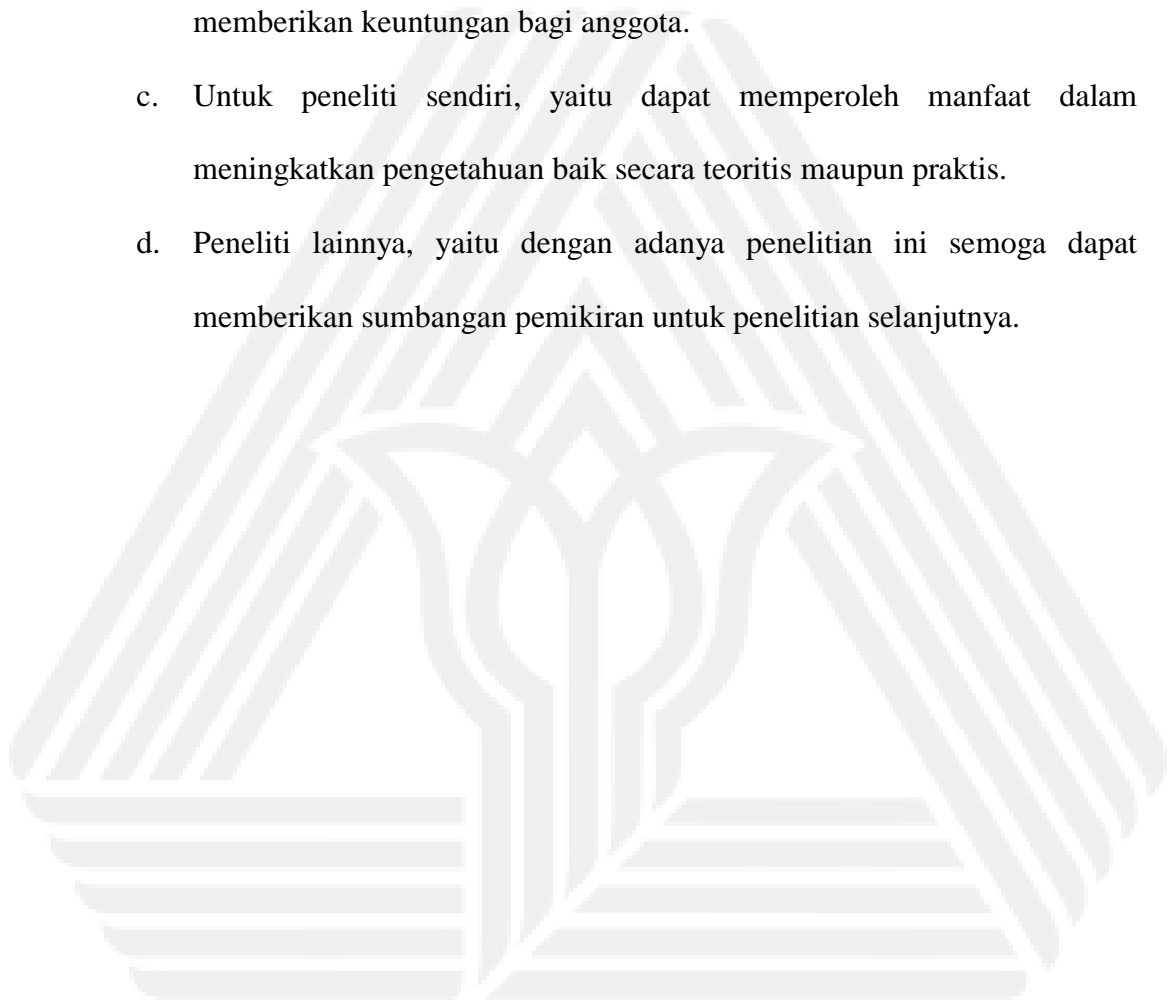 memberikan keuntungan bagi anggota.
c. Untuk peneliti sendiri, yaitu dapat memperoleh manfaat dalam
meningkatkan pengetahuan baik secara teoritis maupun praktis.
d. Peneliti lainnya, yaitu dengan adanya penelitian ini semoga dapat
memberikan sumbangan pemikiran untuk penelitian selanjutnya.